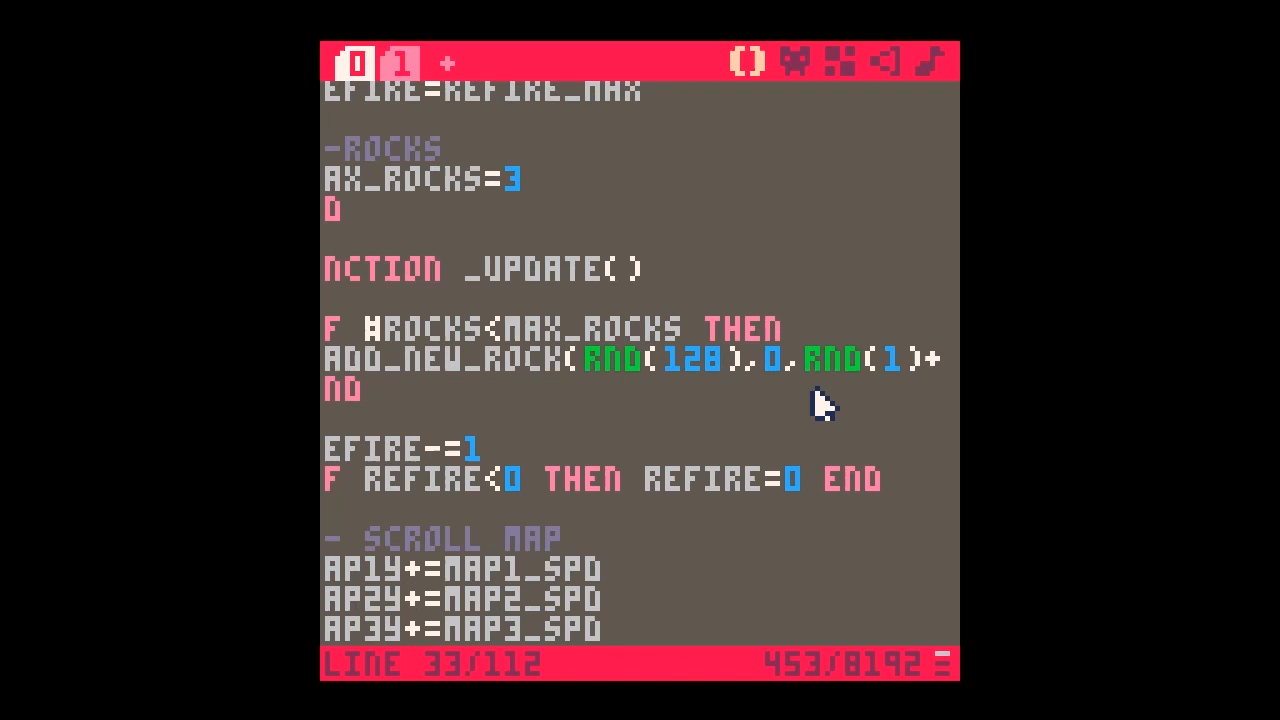 0 1 +
EFIRE=REFIRE_MAX
-ROCKS
AX_ROCKS=3
D
NCTION _UPDATE()
F #ROCKS<MAX_ROCKS THEN
ADD_NEW_ROCK(RND(128),0,RND(1)+
ND
EFIRE-=1
F REFIRE<0 THEN REFIRE=0 END
- SCROLL MAP
AP1Y+=MAP1_SPD
AP2Y+=MAP2_SPD
AP3Y+=MAP3_SPD
LINE 33/112 453/8192